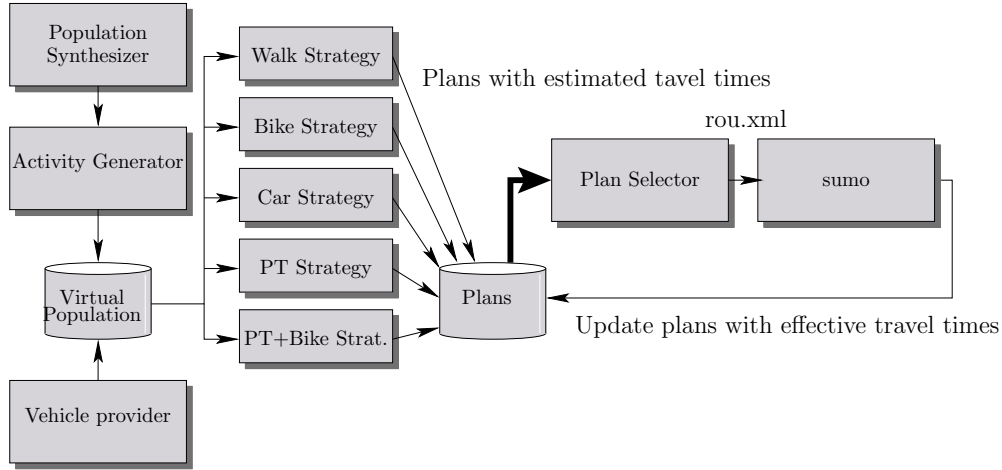 Population
Synthesizer
Activity Generator
Virtual
Population
Vehicle provider
Walk Strategy
Bike Strategy
Car Strategy
PT Strategy
PT+Bike Strat.
Plans with estimated tavel times
Plans
rou.xml
Plan Selector
sumo
Update plans with effective travel times